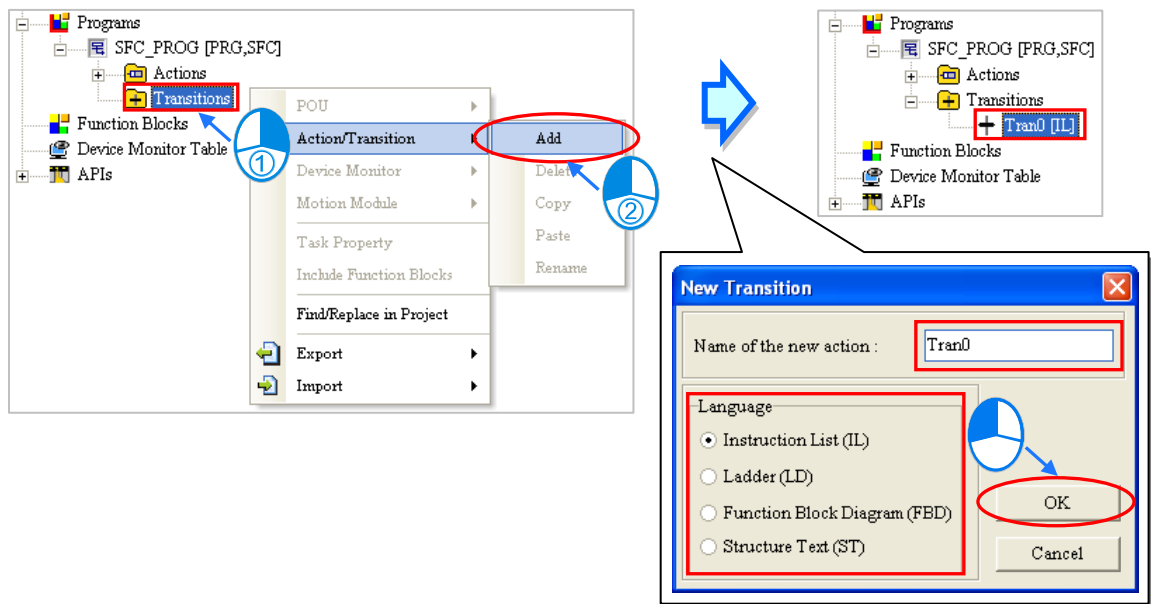 Programs
SFC_PROG [PRG,SFC]
Actions
Transitions
Function Blocks
Device Monitor Table
APIs
①
POU
Action/Transition
Device Monitor
Motion Module
Task Property
Include Function Blocks
Find/Replace in Project
Export
Import
Add
Delete
Copy
Paste
Rename
②
Programs
SFC_PROG [PRG,SFC]
Actions
Transitions
Tran0 [IL]
Function Blocks
Device Monitor Table
APIs
New Transition
Name of the new action :
Tran0
Language
Instruction List (IL)
Ladder (LD)
Function Block Diagram (FBD)
Structure Text (ST)
OK
Cancel